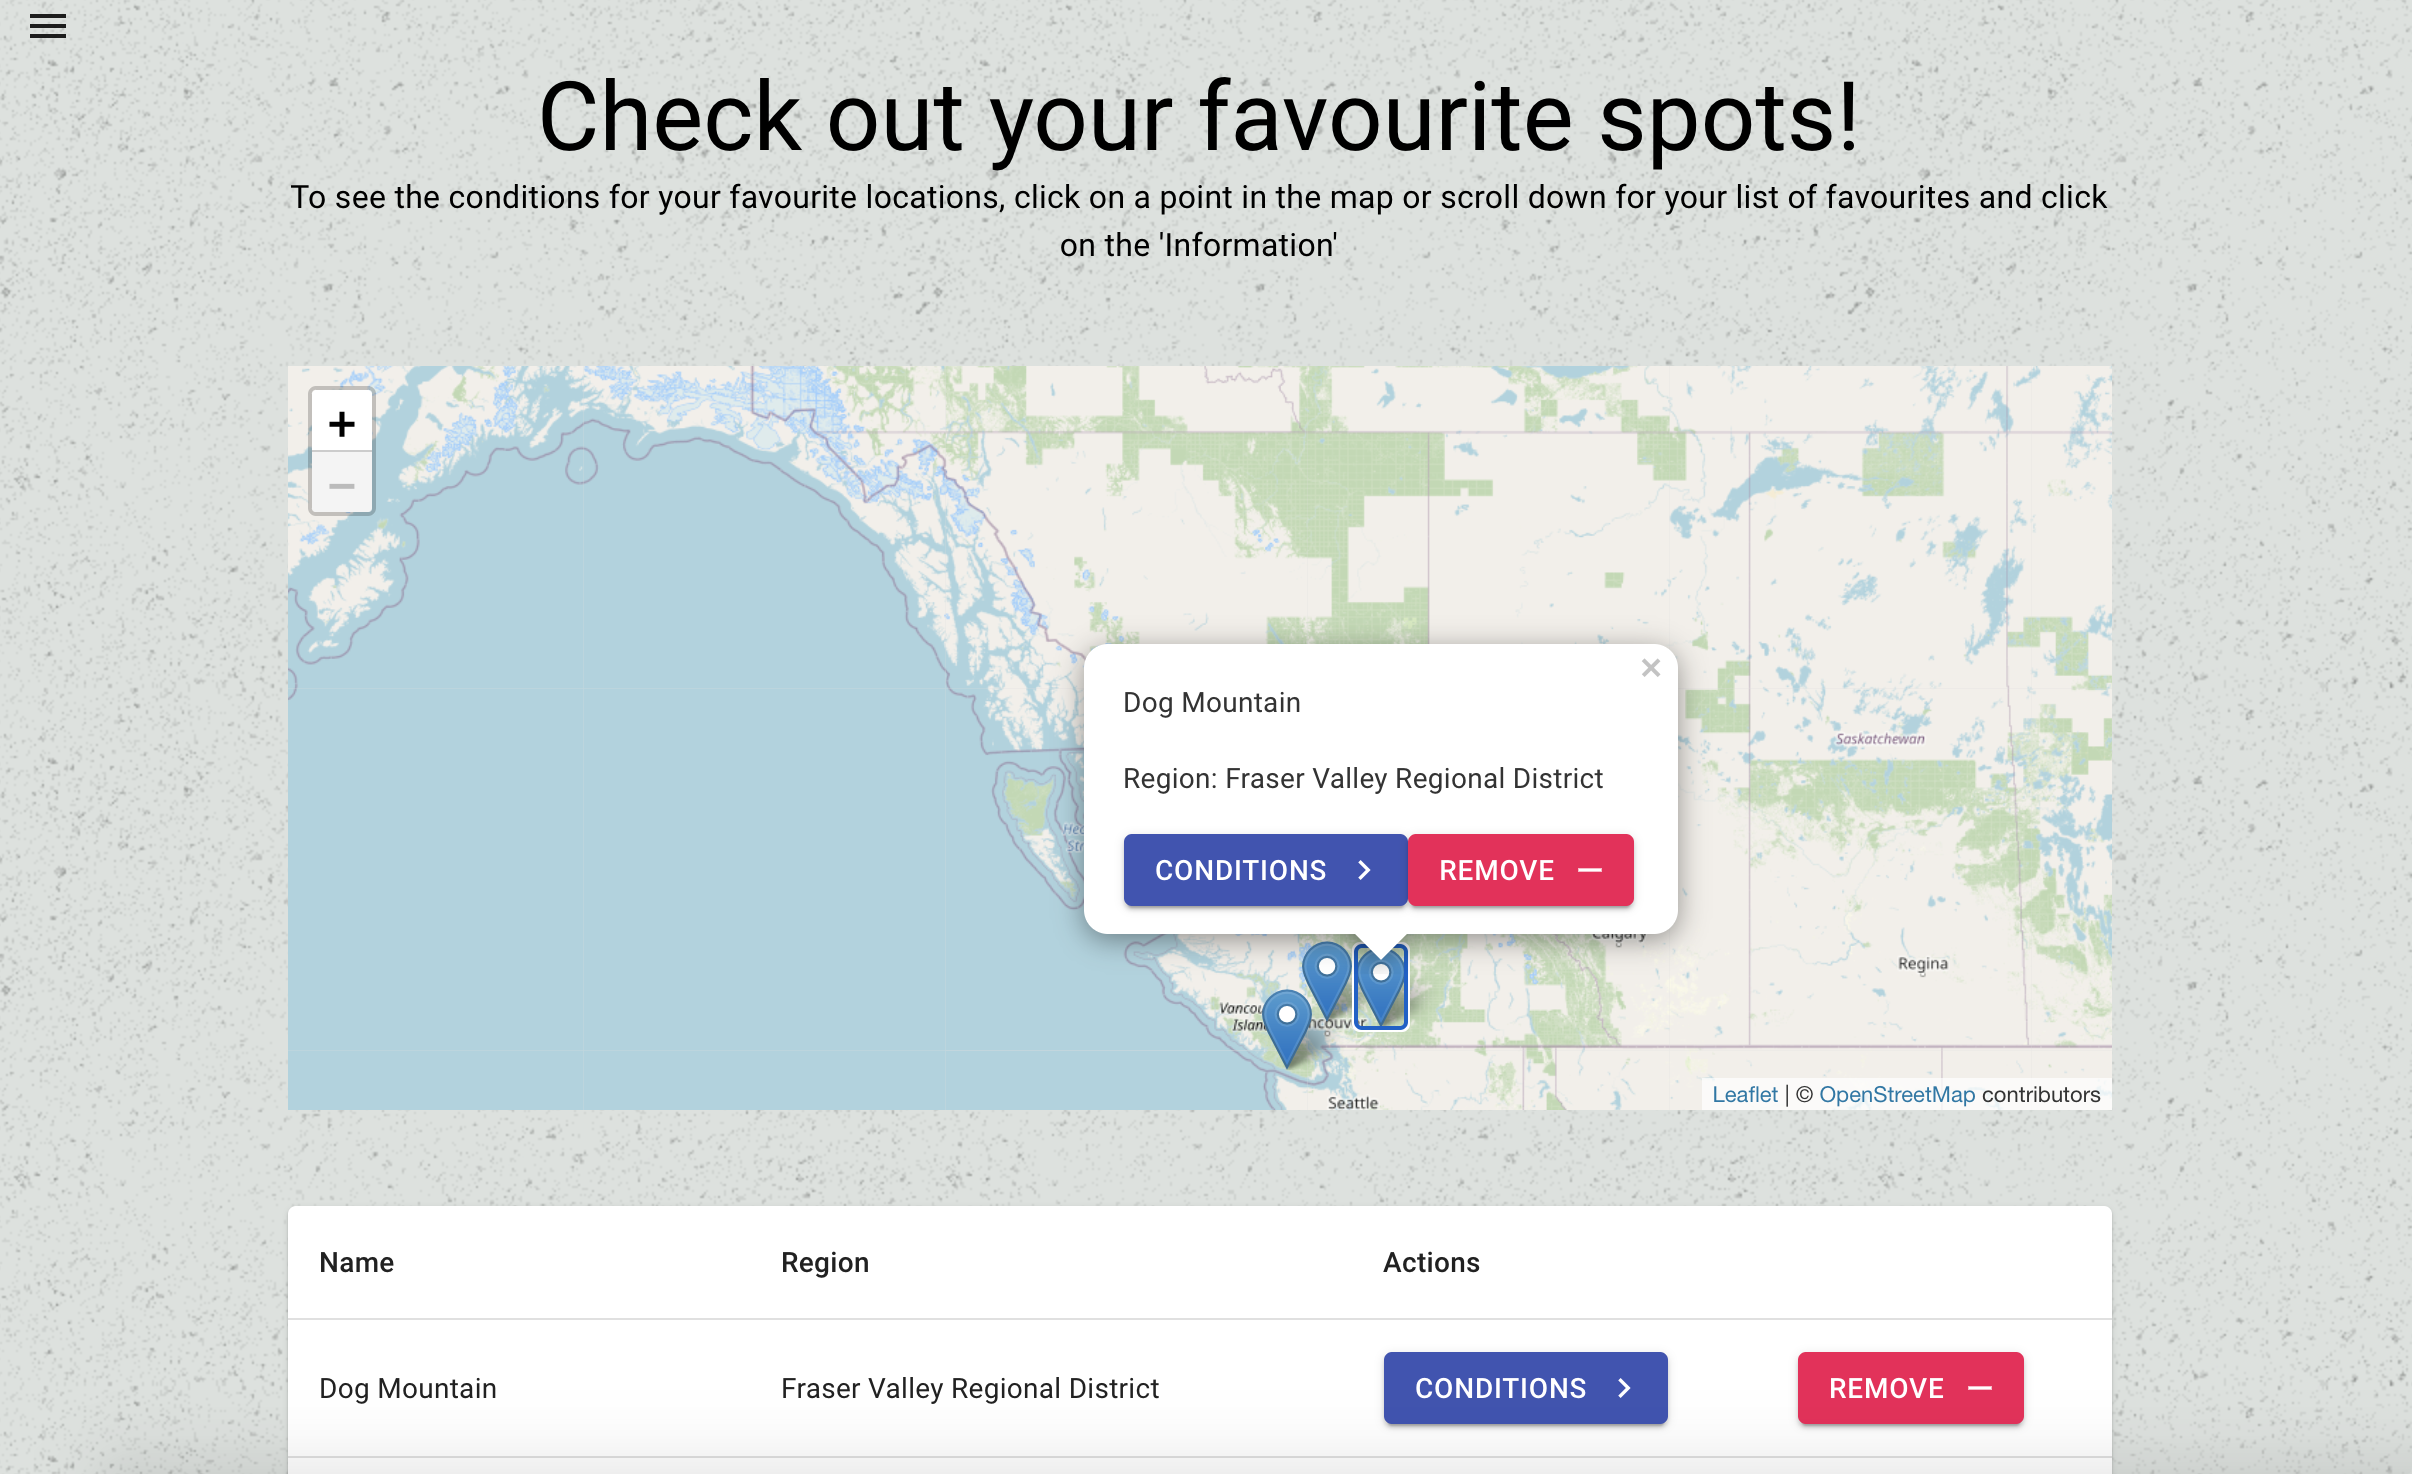 Check out your favourite spots!
To see the conditions for your favourite locations, click on a point in the map or scroll down for your list of favourites and click
on the 'Information'
+
−
Dog Mountain
×
Region: Fraser Valley Regional District
CONDITIONS
REMOVE
Saskatchewan
Calgary
Regina
Island
Seattle
Leaflet | © OpenStreetMap contributors
Name Region Actions
Dog Mountain Fraser Valley Regional District CONDITIONS REMOVE